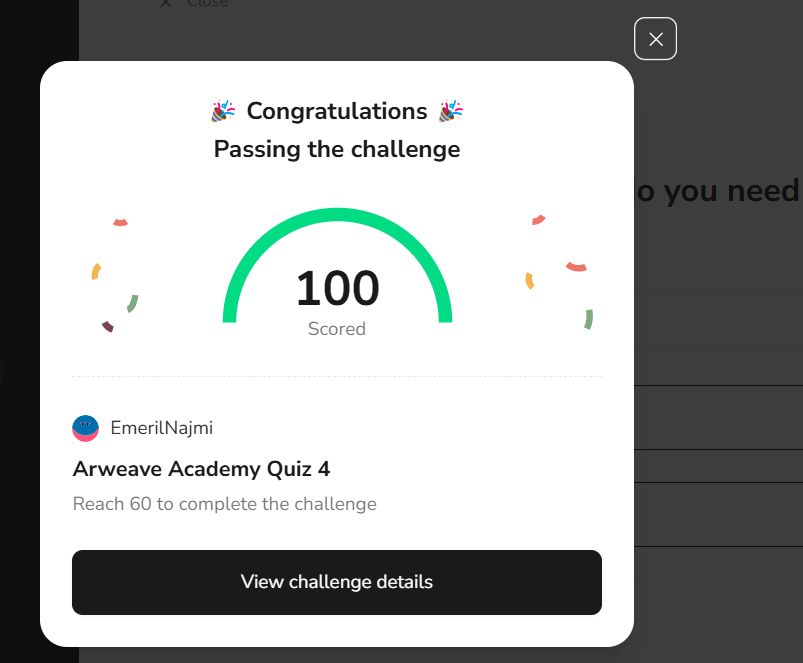 Close
🎉 Congratulations 🎉
Passing the challenge
o you need
100
Scored
EmerilNajmi
Arweave Academy Quiz 4
Reach 60 to complete the challenge
View challenge details